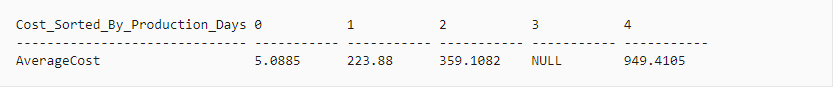 Cost_Sorted_By_Production_Days 0 1 2 3 4
------------------------------ ----------- ----------- ----------- ----------- -----------
AverageCost 5.0885 223.88 359.1082 NULL 949.4105